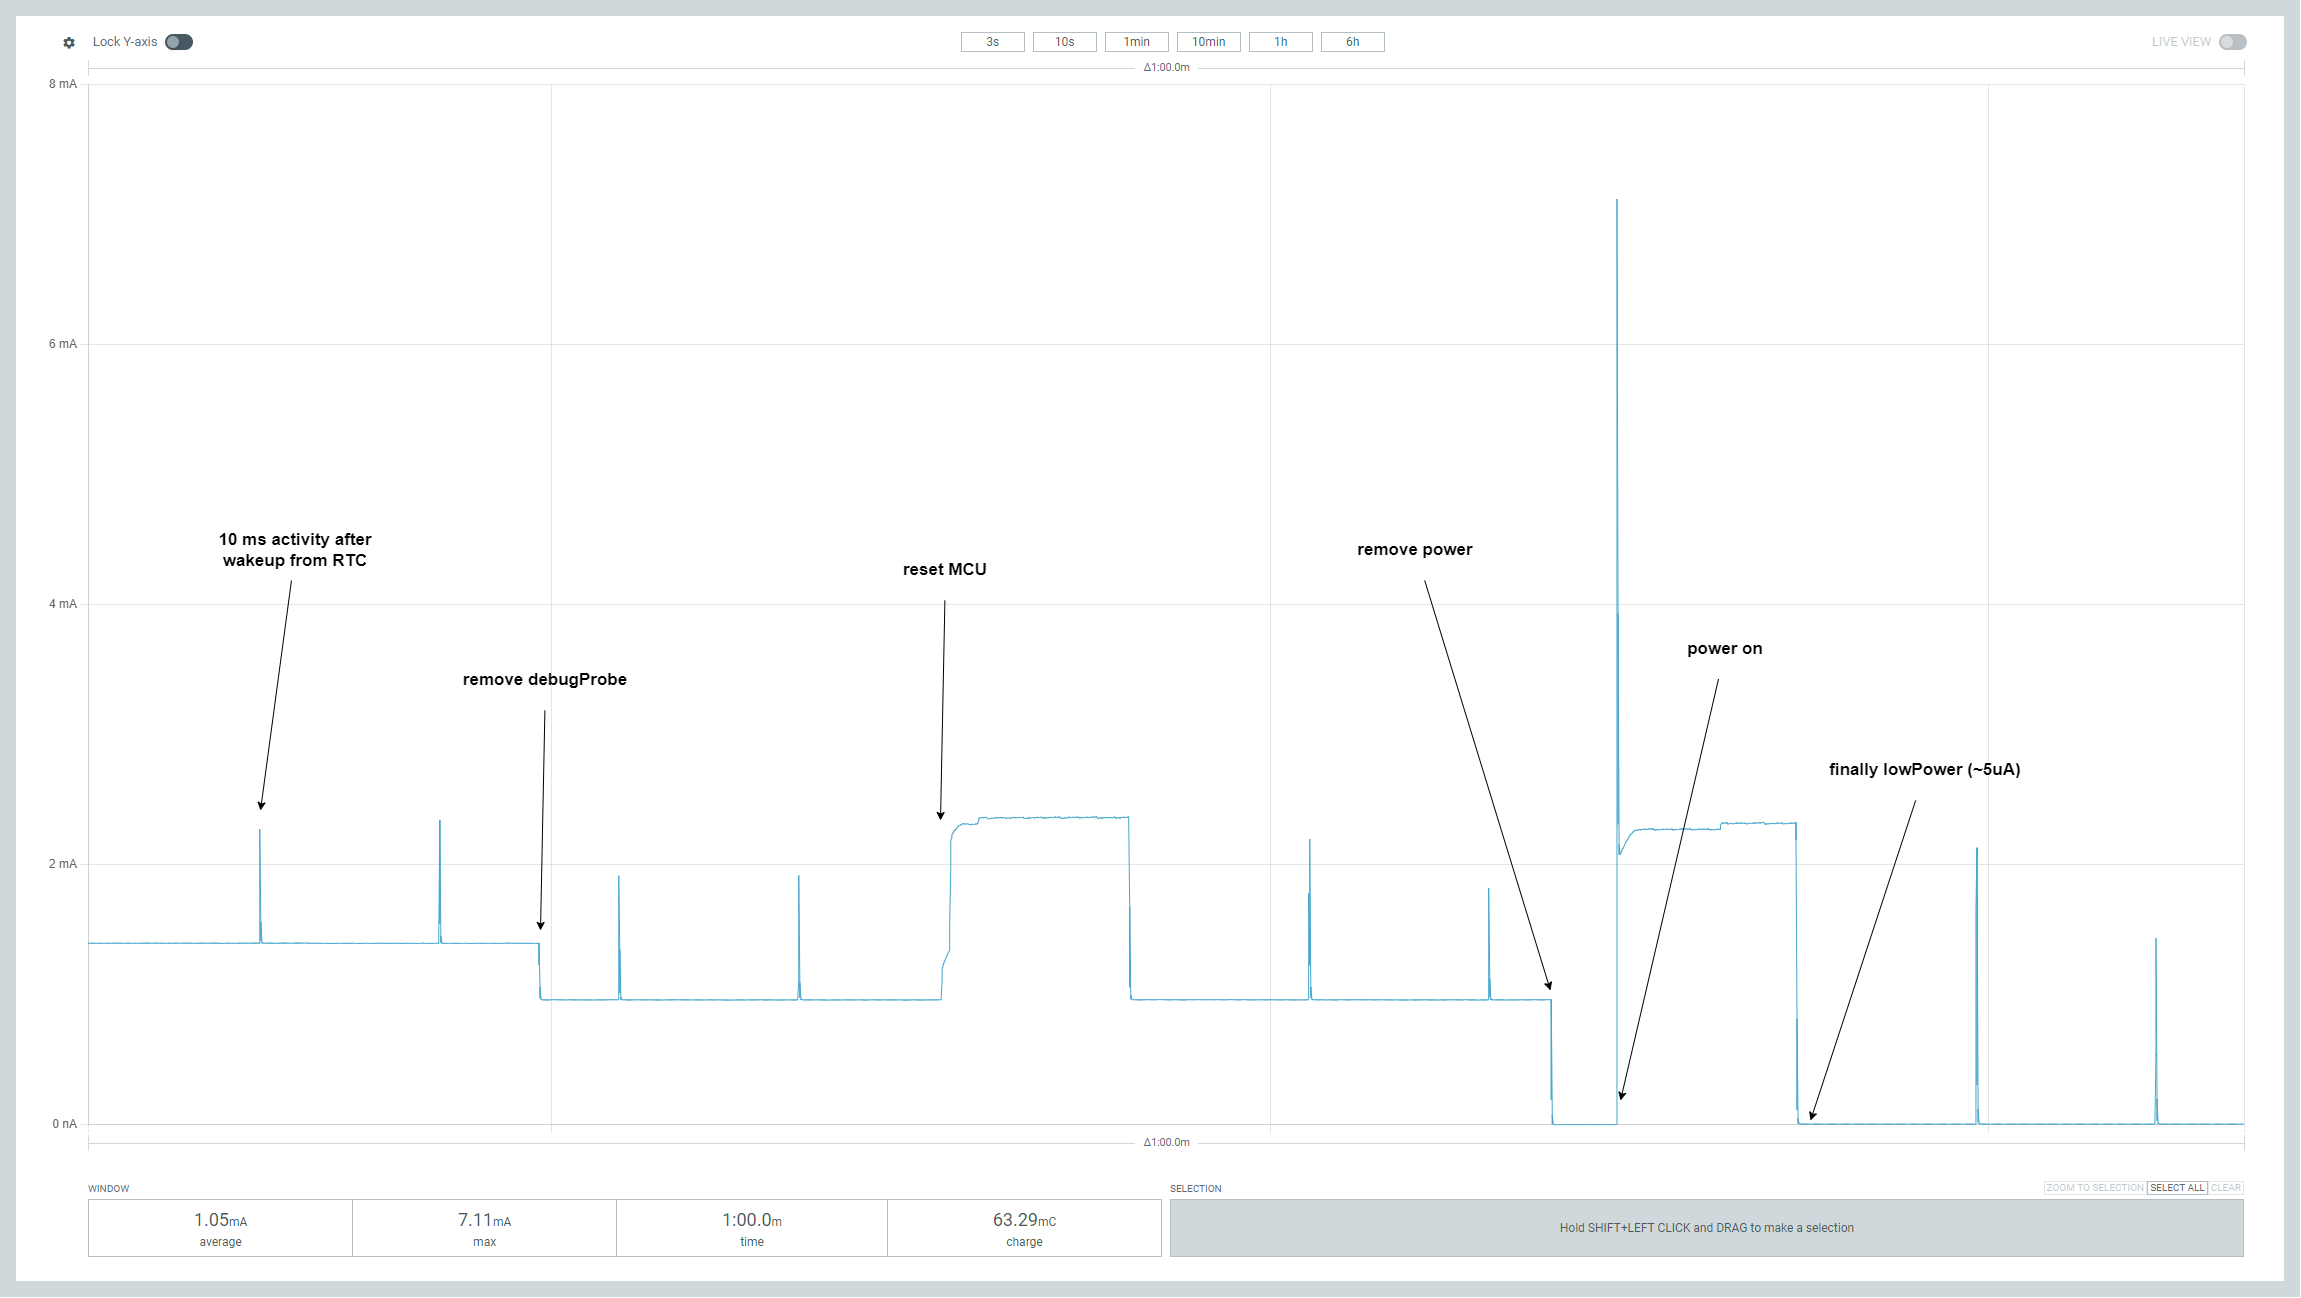 Lock Y-axis
3s 10s 1min 10min 1h 6h
LIVE VIEW
Δ1:00.0m
8 mA
6 mA
4 mA
2 mA
0 nA
10 ms activity after
wakeup from RTC
remove debugProbe
reset MCU
remove power
power on
finally lowPower (~5uA)
Δ1:00.0m
WINDOW
1.05mA 7.11mA 1:00.0m 63.29mC
average max time charge
SELECTION
ZOOM TO SELECTION SELECT ALL CLEAR
Hold SHIFT+LEFT CLICK and DRAG to make a selection